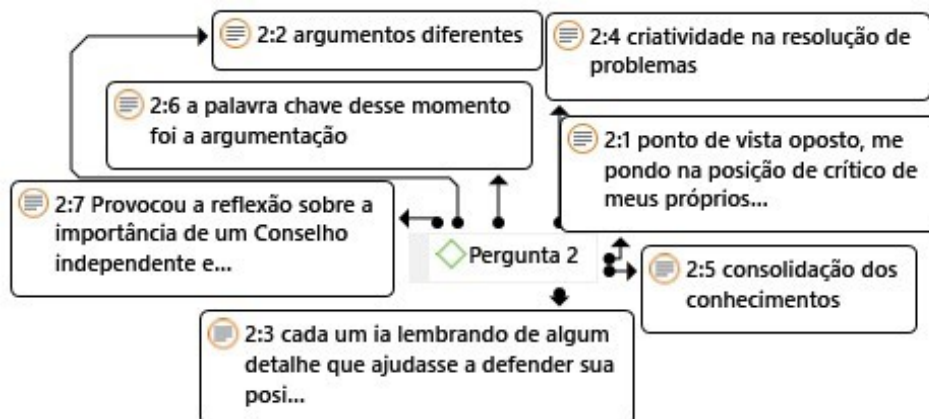 2:2 argumentos diferentes
2:4 criatividade na resolução de
problemas
2:6 a palavra chave desse momento
foi a argumentação
2:1 ponto de vista oposto, me
pondo na posição de crítico de
meus próprios...
2:7 Provocou a reflexão sobre a
importância de um Conselho
independente e...
Pergunta 2
2:5 consolidação dos
conhecimentos
2:3 cada um ia lembrando de algum
detalhe que ajudasse a defender sua
posi...